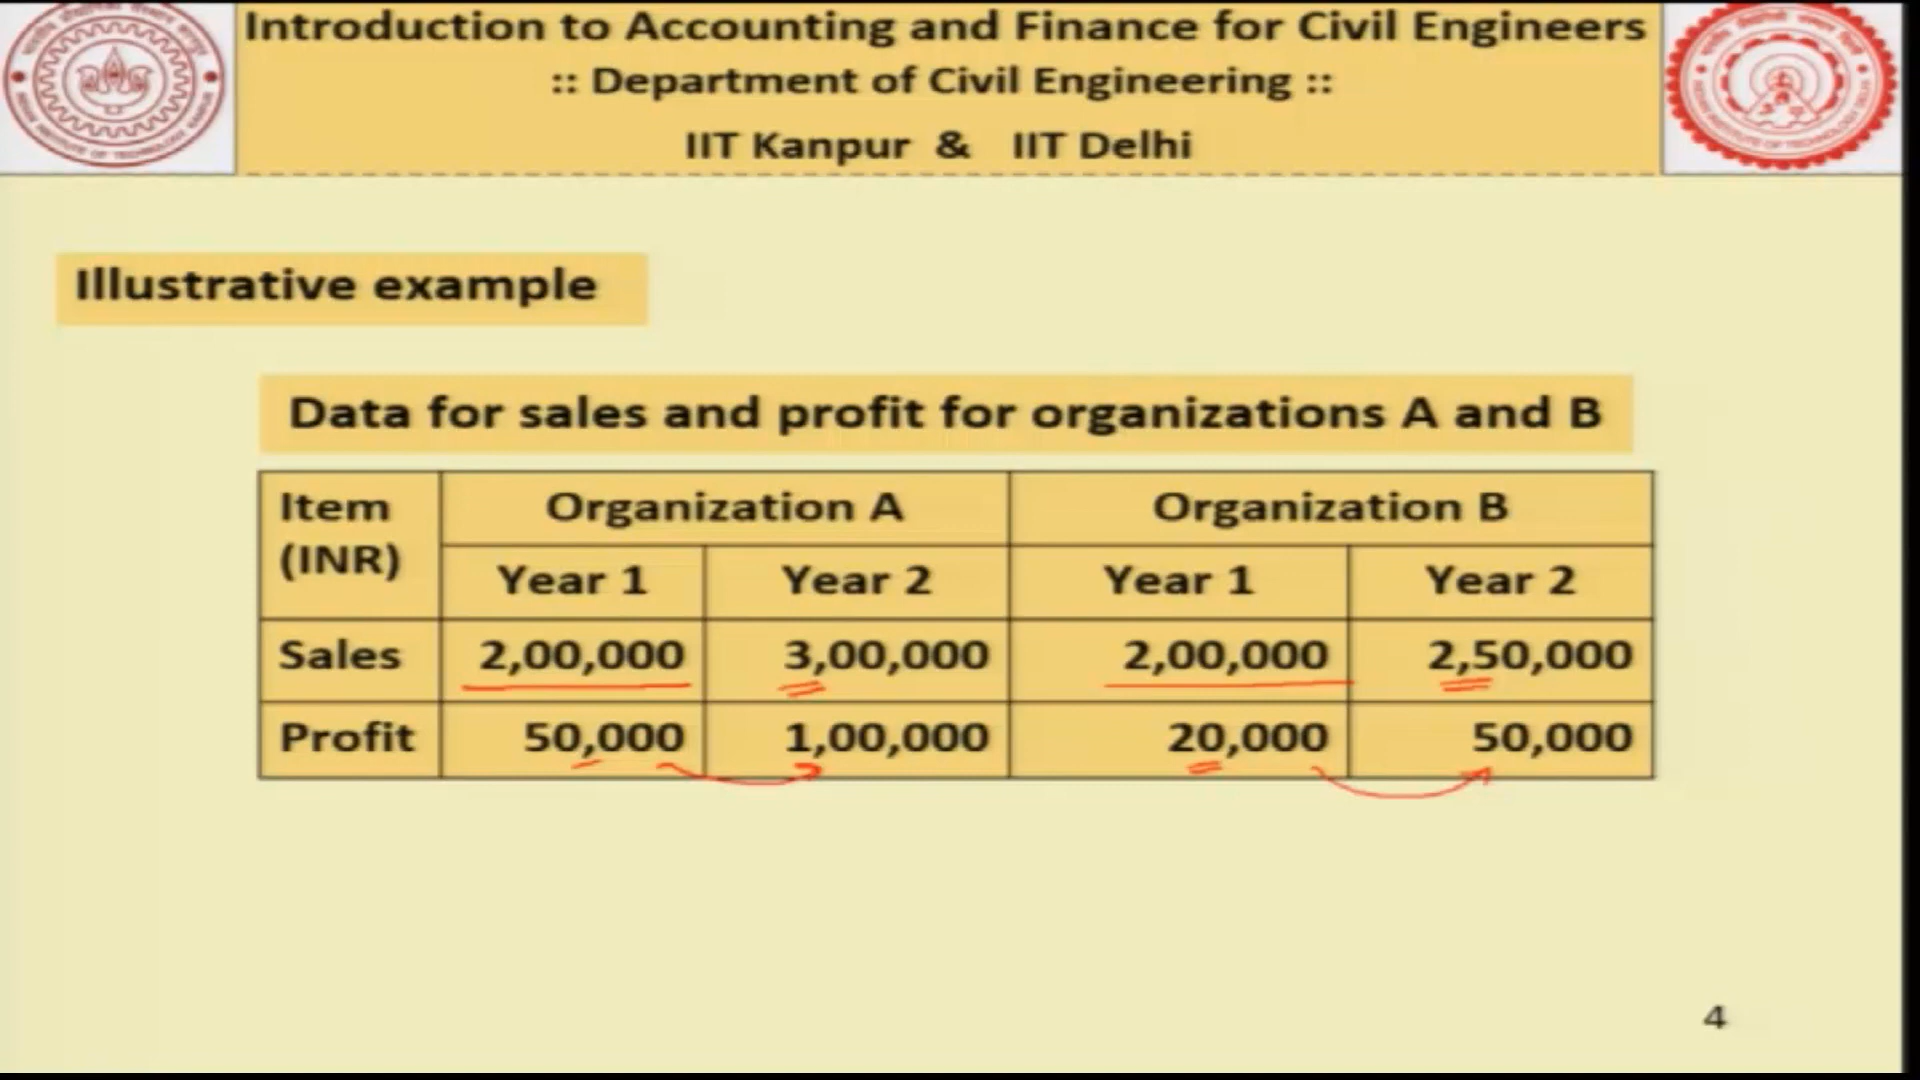 Introduction to Accounting and Finance for Civil Engineers
:: Department of Civil Engineering ::
IIT Kanpur & IIT Delhi
Illustrative example
Data for sales and profit for organizations A and B
Item (INR) Organization A Organization B
Year 1 Year 2 Year 1 Year 2
Sales 2,00,000 3,00,000 2,00,000 2,50,000
Profit 50,000 1,00,000 20,000 50,000
4